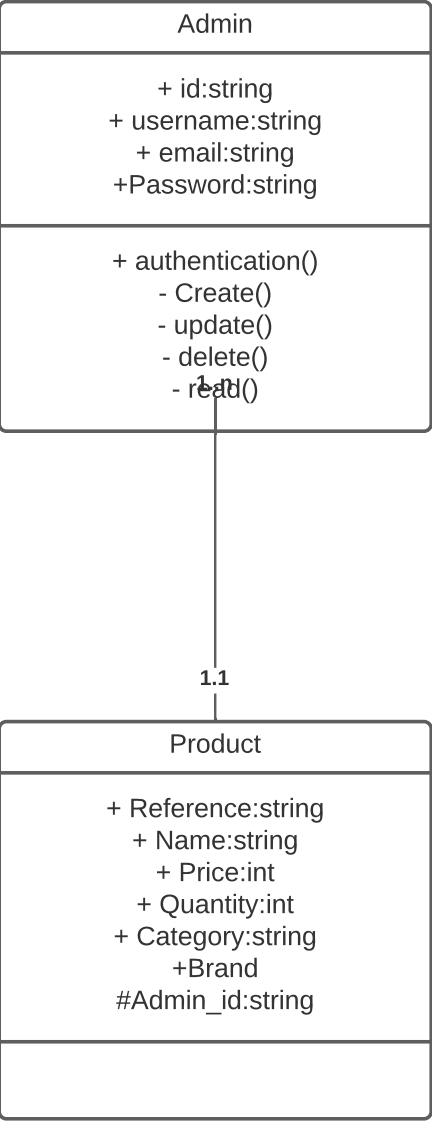 Admin
+ id:string
+ username:string
+ email:string
+Password:string
+ authentication()
- Create()
- update()
- delete()
- read()
1..n
1.1
Product
+ Reference:string
+ Name:string
+ Price:int
+ Quantity:int
+ Category:string
+Brand
#Admin_id:string